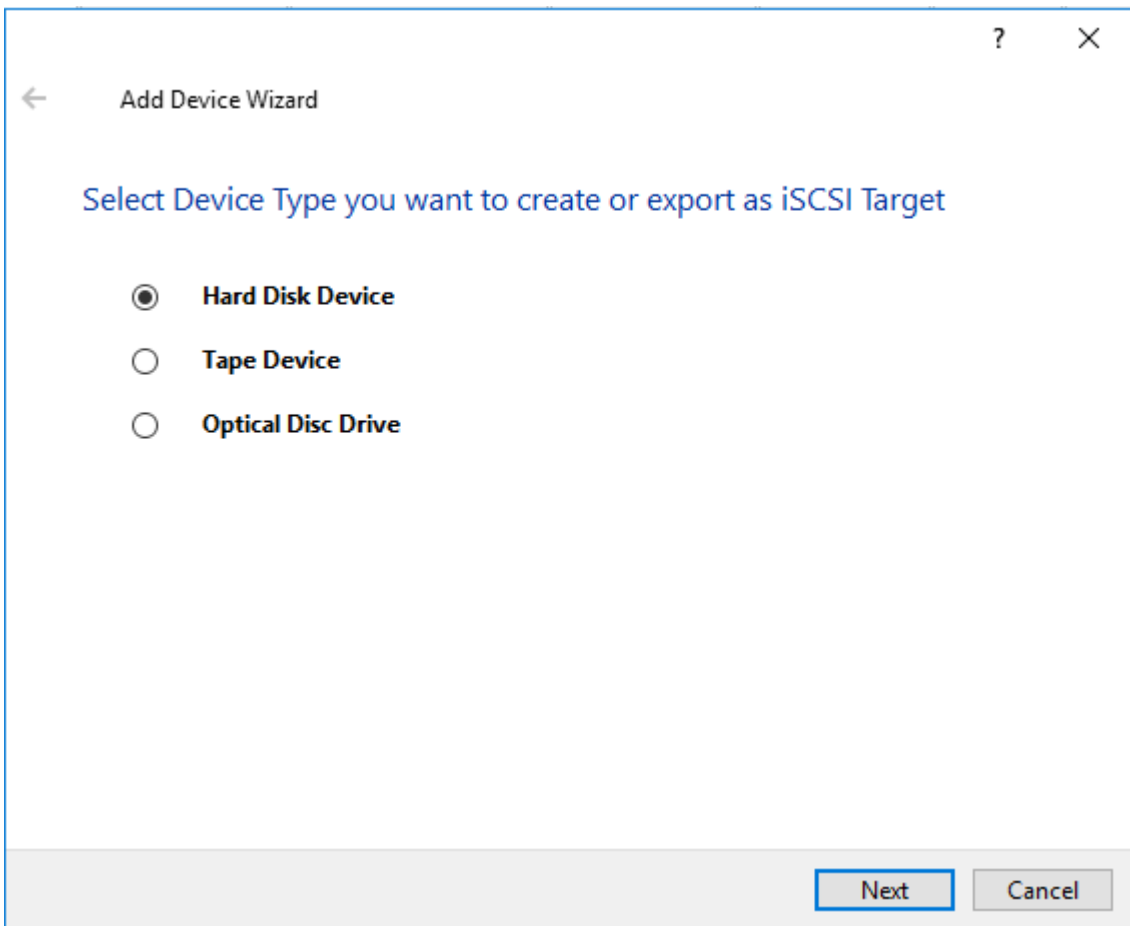 ?
Add Device Wizard
Select Device Type you want to create or export as iSCSI Target
Hard Disk Device
Tape Device
Optical Disc Drive
Next Cancel